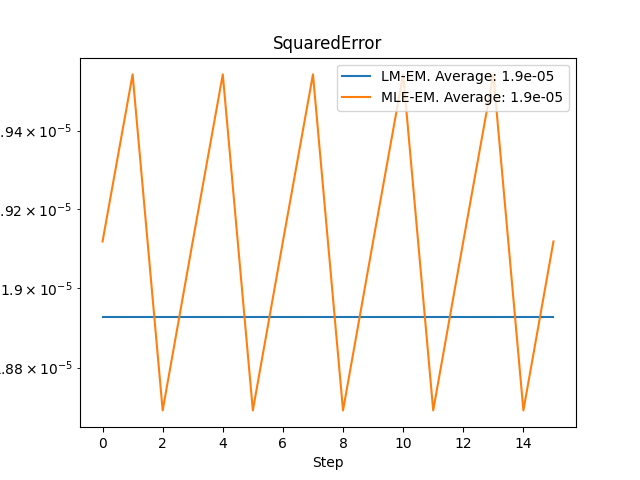 SquaredError
LM-EM. Average: 1.9e-05
MLE-EM. Average: 1.9e-05
.94 × 10⁻⁵
.92 × 10⁻⁵
1.9 × 10⁻⁵
.88 × 10⁻⁵
0 2 4 6 8 10 12 14
Step